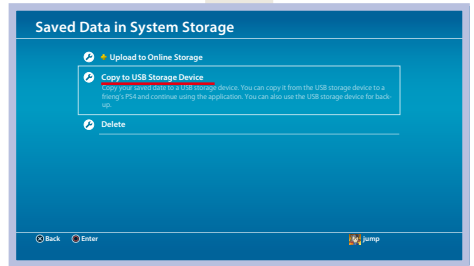 Saved Data in System Storage
Upload to Online Storage
Copy to USB Storage Device
Copy your saved date to a USB storage device. You can copy it from the USB storage device to a
frieng's PS4 and continue using the application. You can also use the USB storage device for back-
up.
Delete
Back Enter jump